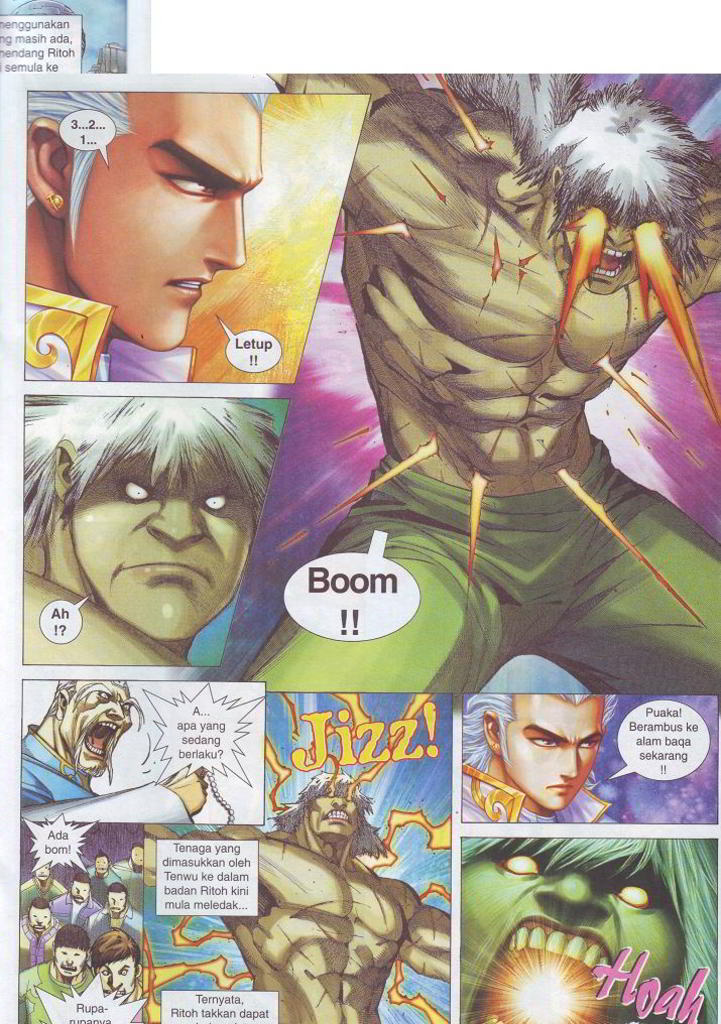 menggunakan
masih ada,
menendang Ritoh
semula ke
3...2...
1...
Letup
!!
Ah
!?
Boom
!!
A...
apa yang
sedang
berlaku?
Jizz!
Puaka!
Berambus ke
alam baqa
sekarang
!!
Ada
bom!
Tenaga yang
dimasukkan oleh
Tenwu ke dalam
badan Ritoh kini
mula meledak...
Hoah
Rupa-
rupanya
Ternyata,
Ritoh takkan dapat